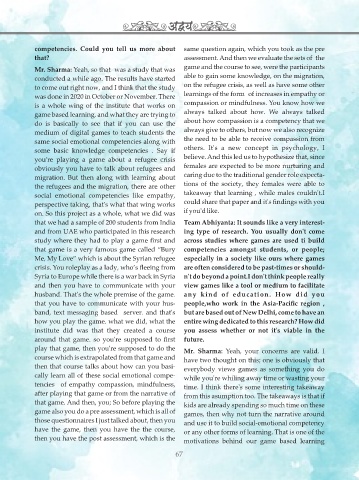 अद्वय
competencies. Could you tell us more about
that?
Mr. Sharma: Yeah, so that was a study that was
conducted a while ago. The results have started
to come out right now, and I think that the study
was done in 2020 in October or November. There
is a whole wing of the institute that works on
game based learning, and what they are trying to
do is basically to see that if you can use the
medium of digital games to teach students the
same social emotional competencies along with
some basic knowledge competencies . Say if
you're playing a game about a refugee crisis
obviously you have to talk about refugees and
migration. But then along with learning about
the refugees and the migration, there are other
social emotional competencies like empathy,
perspective taking, that's what that wing works
on. So this project as a whole, what we did was
that we had a sample of 200 students from India
and from UAE who participated in this research
study where they had to play a game first and
that game is a very famous game called "Bury
Me, My Love" which is about the Syrian refugee
crisis. You roleplay as a lady, who's fleeing from
Syria to Europe while there is a war back in Syria
and then you have to communicate with your
husband. That's the whole premise of the game.
that you have to communicate with your hus-
band, text messaging based server. and that's
how you play the game. what we did, what the
institute did was that they created a course
around that game. so you're supposed to first
play that game, then you're supposed to do the
course which is extrapolated from that game and
then that course talks about how can you basi-
cally learn all of these social emotional compe-
tencies of empathy compassion, mindfulness,
after playing that game or from the narrative of
that game. And then, you; So before playing the
game also you do a pre assessment, which is all of
those questionnaires I just talked about, then you
have the game, then you have the the course,
then you have the post assessment, which is the
same question again, which you took as the pre
assessment. And then we evaluate the sets of the
game and the course to see, were the participants
able to gain some knowledge, on the migration,
on the refugee crisis, as well as have some other
learnings of the form of increases in empathy or
compassion or mindfulness. You know how we
always talked about how. We always talked
about how compassion is a competency that we
always give to others, but now we also recognize
the need to be able to receive compassion from
others. It's a new concept in psychology, I
believe. And this led us to hypothesize that, since
females are expected to be more nurturing and
caring due to the traditional gender role expecta-
tions of the society, they females were able to
takeaway that learning , while males couldn't.I
could share that paper and it's findings with you
if you'd like.
Team Abhiyanta: It sounds like a very interest-
ing type of research. You usually don't come
across studies where games are used ti build
competencies amongst students, or people;
especially in a society like ours where games
are often considered to be past-times or should-
n't do beyond a point.I don't think people really
view games like a tool or medium to facilitate
any kind of education. How did you
people,who work in the Asia-Pacific region ,
but are based out of New Delhi, come to have an
entire wing dedicated to this research? How did
you assess whether or not it's viable in the
future.
Mr. Sharma: Yeah, your concerns are valid. I
have two thought on this; one is obviously that
everybody views games as something you do
while you're whiling away time or wasting your
time. I think there's some interesting takeaway
from this asumption too. The takeaways is that if
kids are already spending so much time on these
games, then why not turn the narrative around
and use it to build social-emotional competency
or any other forms of learning. That is one of the
motivations behind our game based learning
67